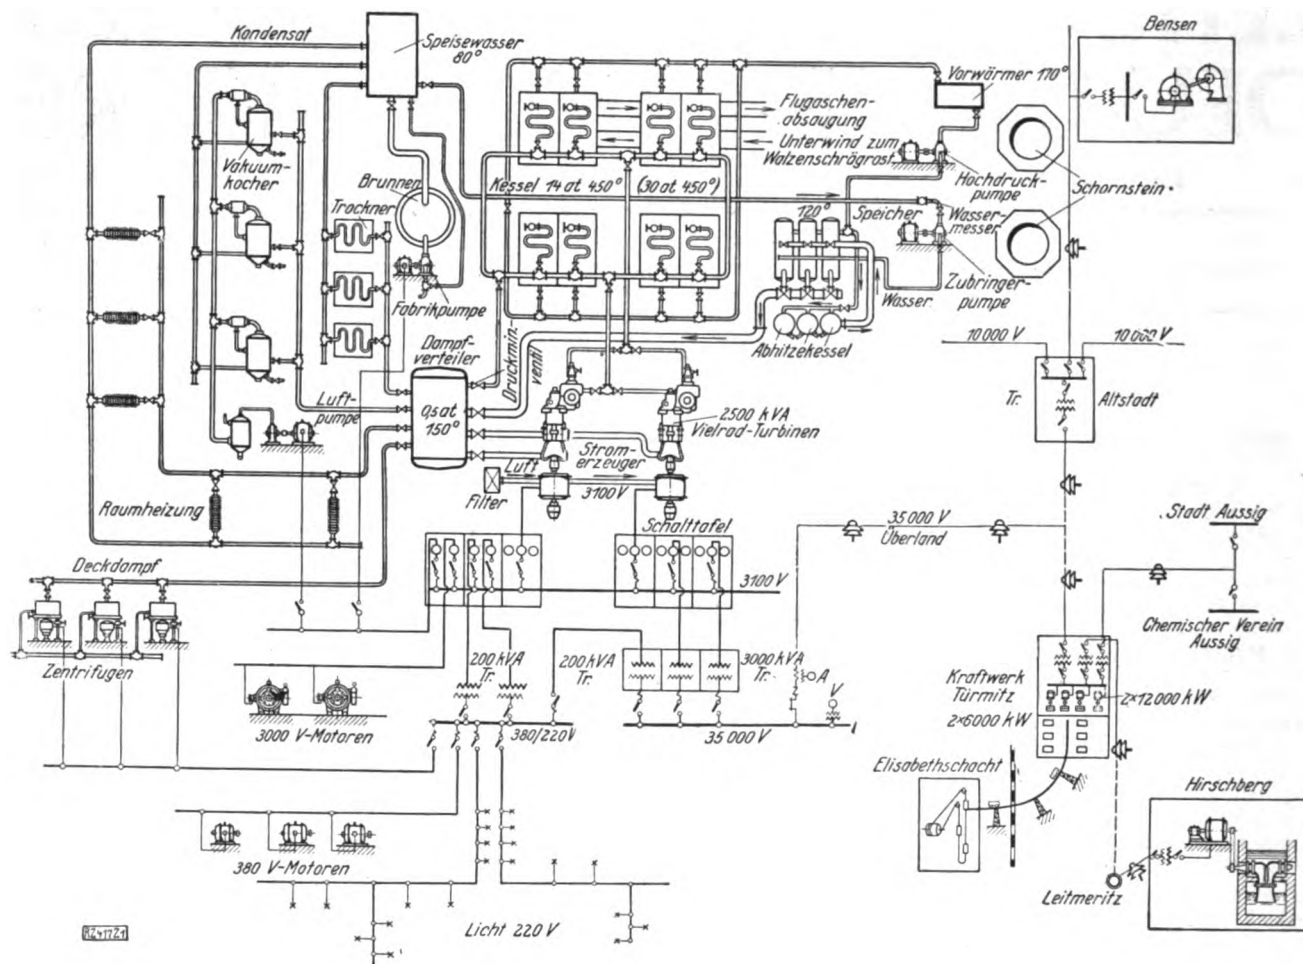 Kondensat
Speisewasser
80°
Vorwärmer 170°
Bensen
Flugaschen-
absaugung
Unterwind zum
Walzenschrägrost
Vakuum-
kocher
Brunnen
Trockner
Kessel 14 at 450° (30 at 450°)
Hochdruck-
pumpe
Schornstein
120°
Speicher
Wasser-
messer
Zubringer-
pumpe
Wasser
Fabrikpumpe
Abhitzekessel
Dampf-
verteiler
Druckmin-
ventil
10000 V
10000 V
Tr.
Altstadt
Luft-
pumpe
0,5 at
150°
2500 kVA
Vielrad-Turbinen
Strom-
erzeuger
Luft
3100 V
Filter
Raumheizung
Schalttafel
35000 V
Überland
Stadt Aussig
Deckdampf
3100 V
Chemischer Verein
Aussig
Zentrifugen
200 kVA
Tr.
200 kVA
Tr.
3000 kVA
Tr.
A
V
Kraftwerk
Türmitz
2×12000 kW
2×6000 kW
3000 V-Motoren
380/220 V
35000 V
Elisabethschacht
Hirschberg
380 V-Motoren
Leitmeritz
Licht 220 V
RZ417Z1